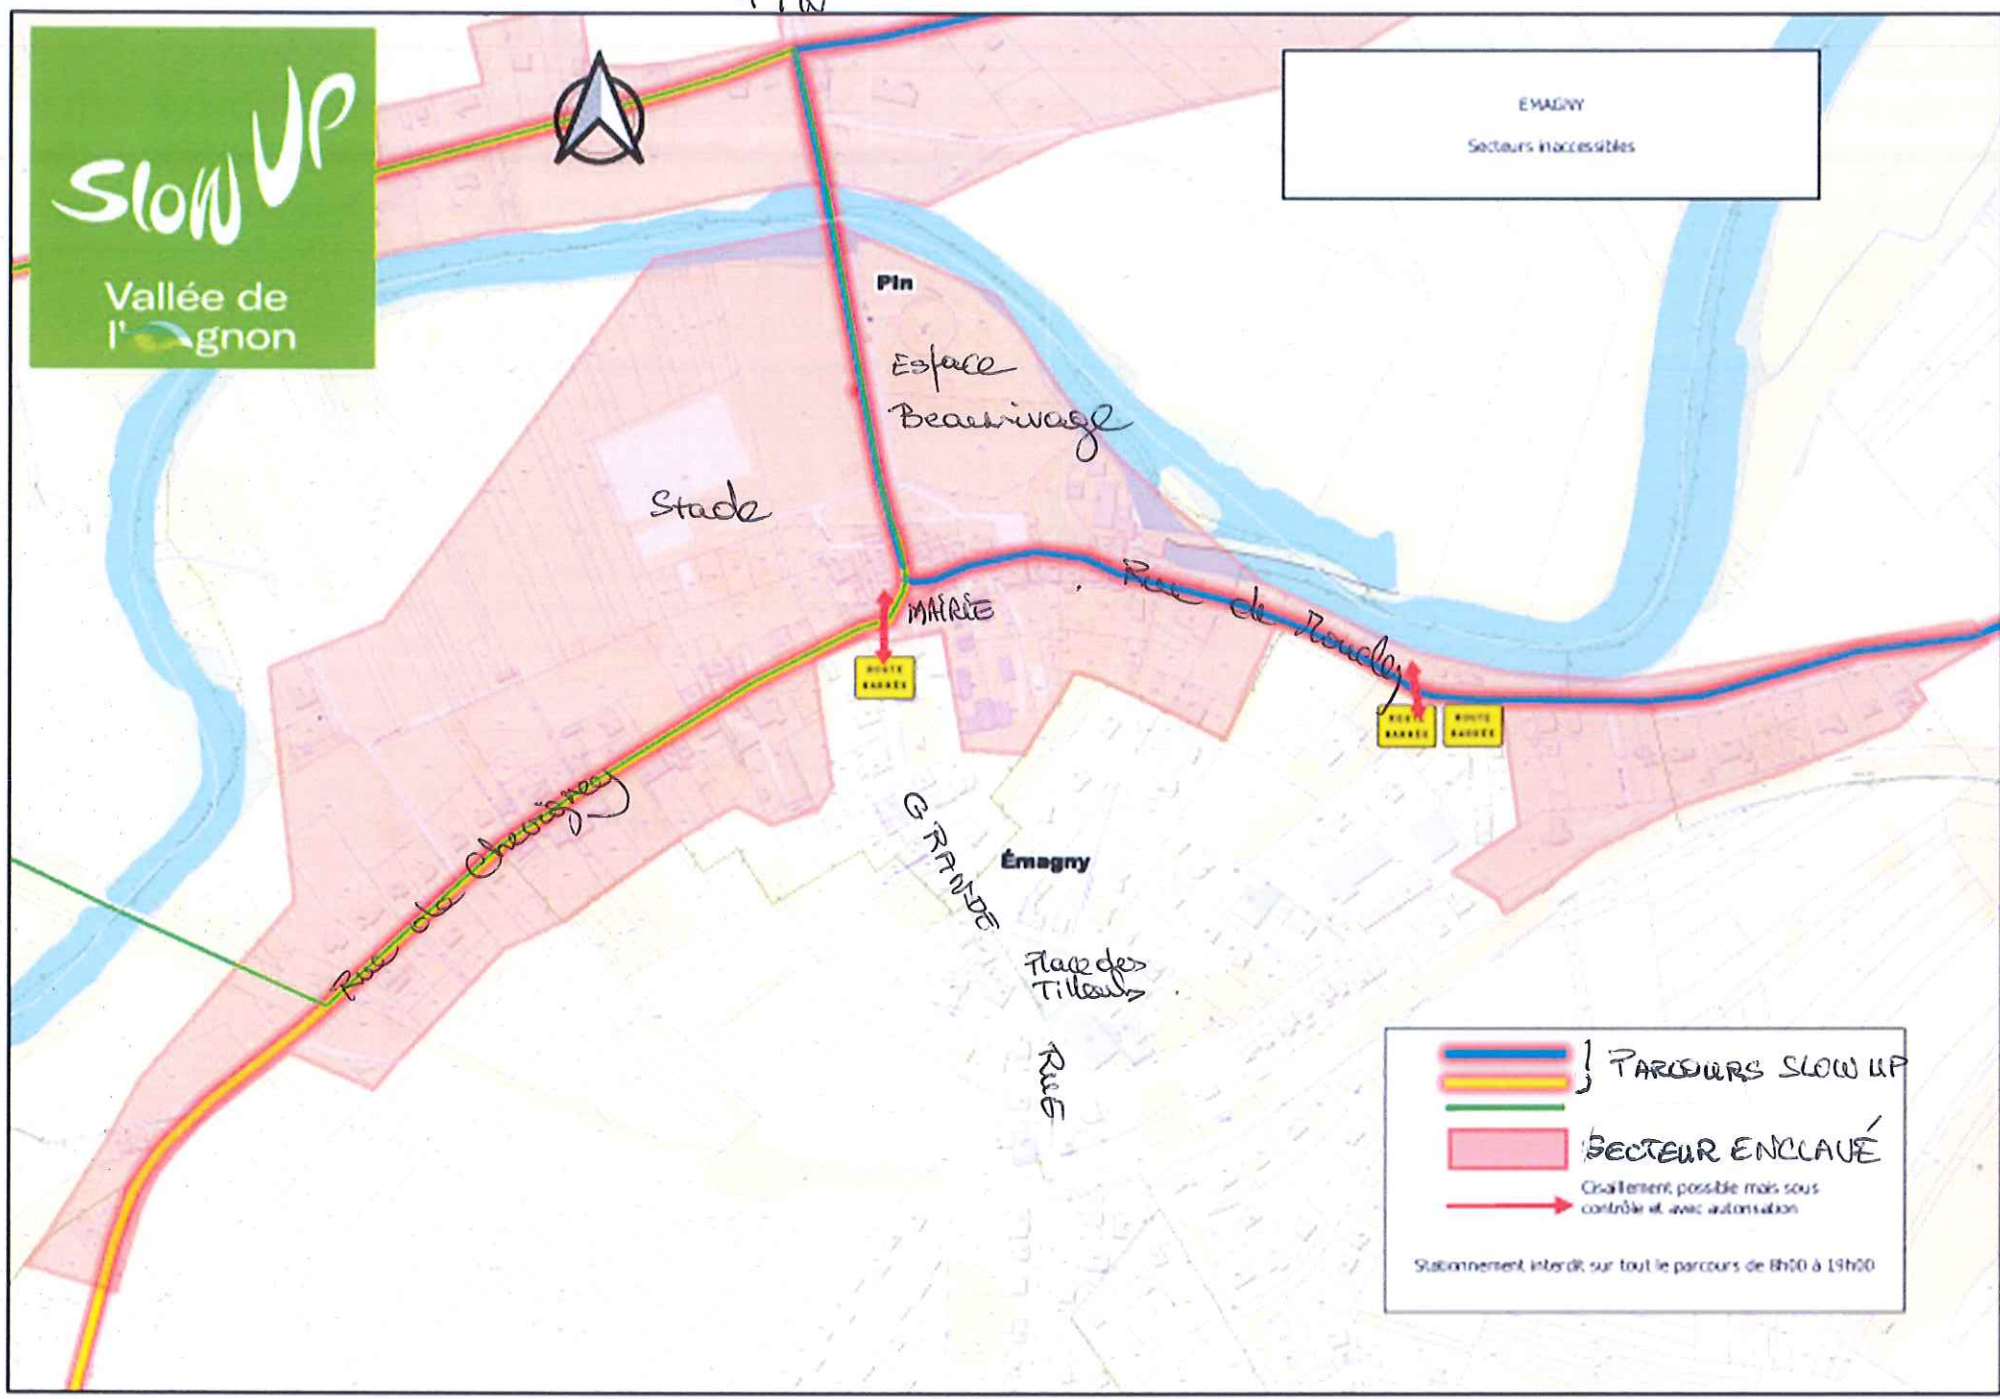 PIN
Slow UP
Vallée de
l'Ognon
EMAGNY
Secteurs inaccessibles
Pin
Espace
Beaurivage
Stade
MAIRIE
Rue de Moncley
ROUTE
BARRÉE
ROUTE
BARRÉE
ROUTE
BARRÉE
Rue de Chevigney
GRANDE
Émagny
Place des
Tilleuls
RUE
PARCOURS SLOW UP
SECTEUR ENCLAVÉ
Cisaillement possible mais sous
contrôle et avec autorisation
Stationnement interdit sur tout le parcours de 8h00 à 19h00